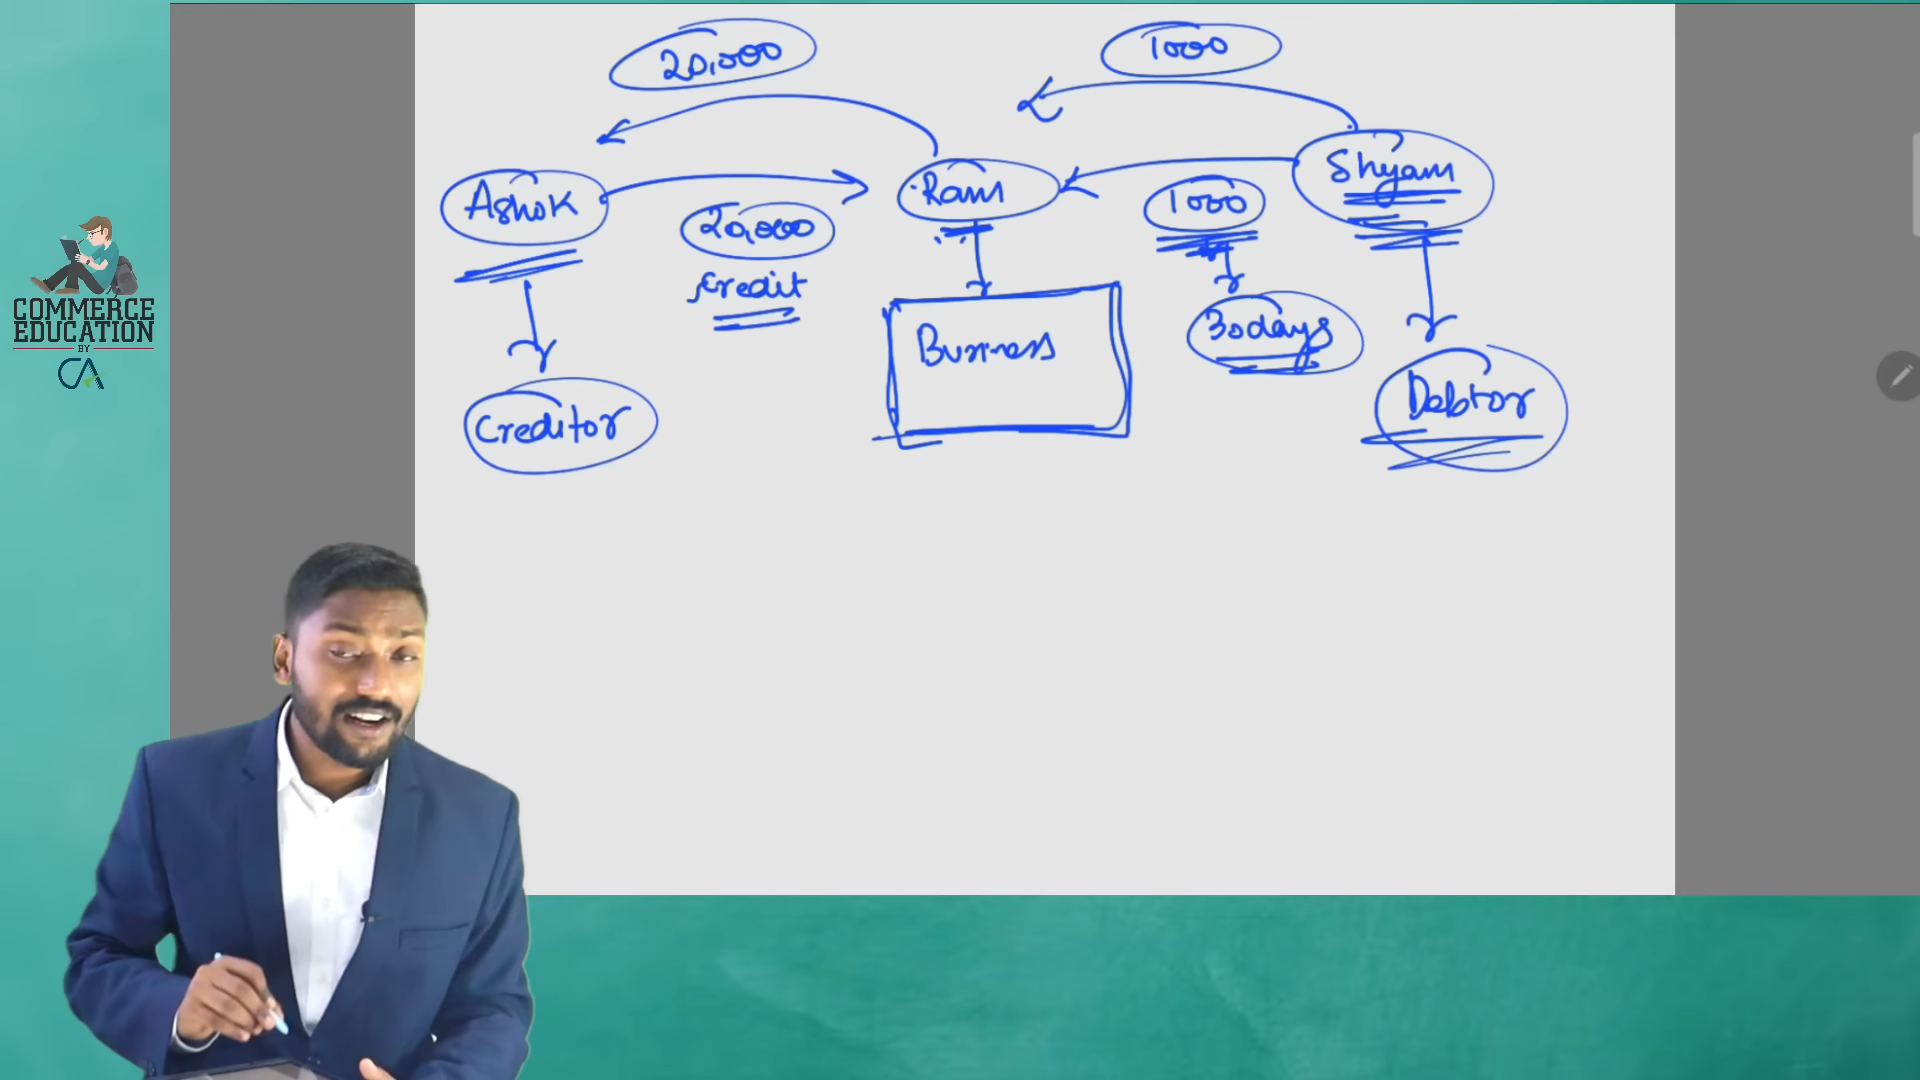 20,000
1000
Ashok
Ram
Shyam
20,000
1000
credit
30days
Business
Creditor
Debtor
COMMERCE
EDUCATION
BY
CA